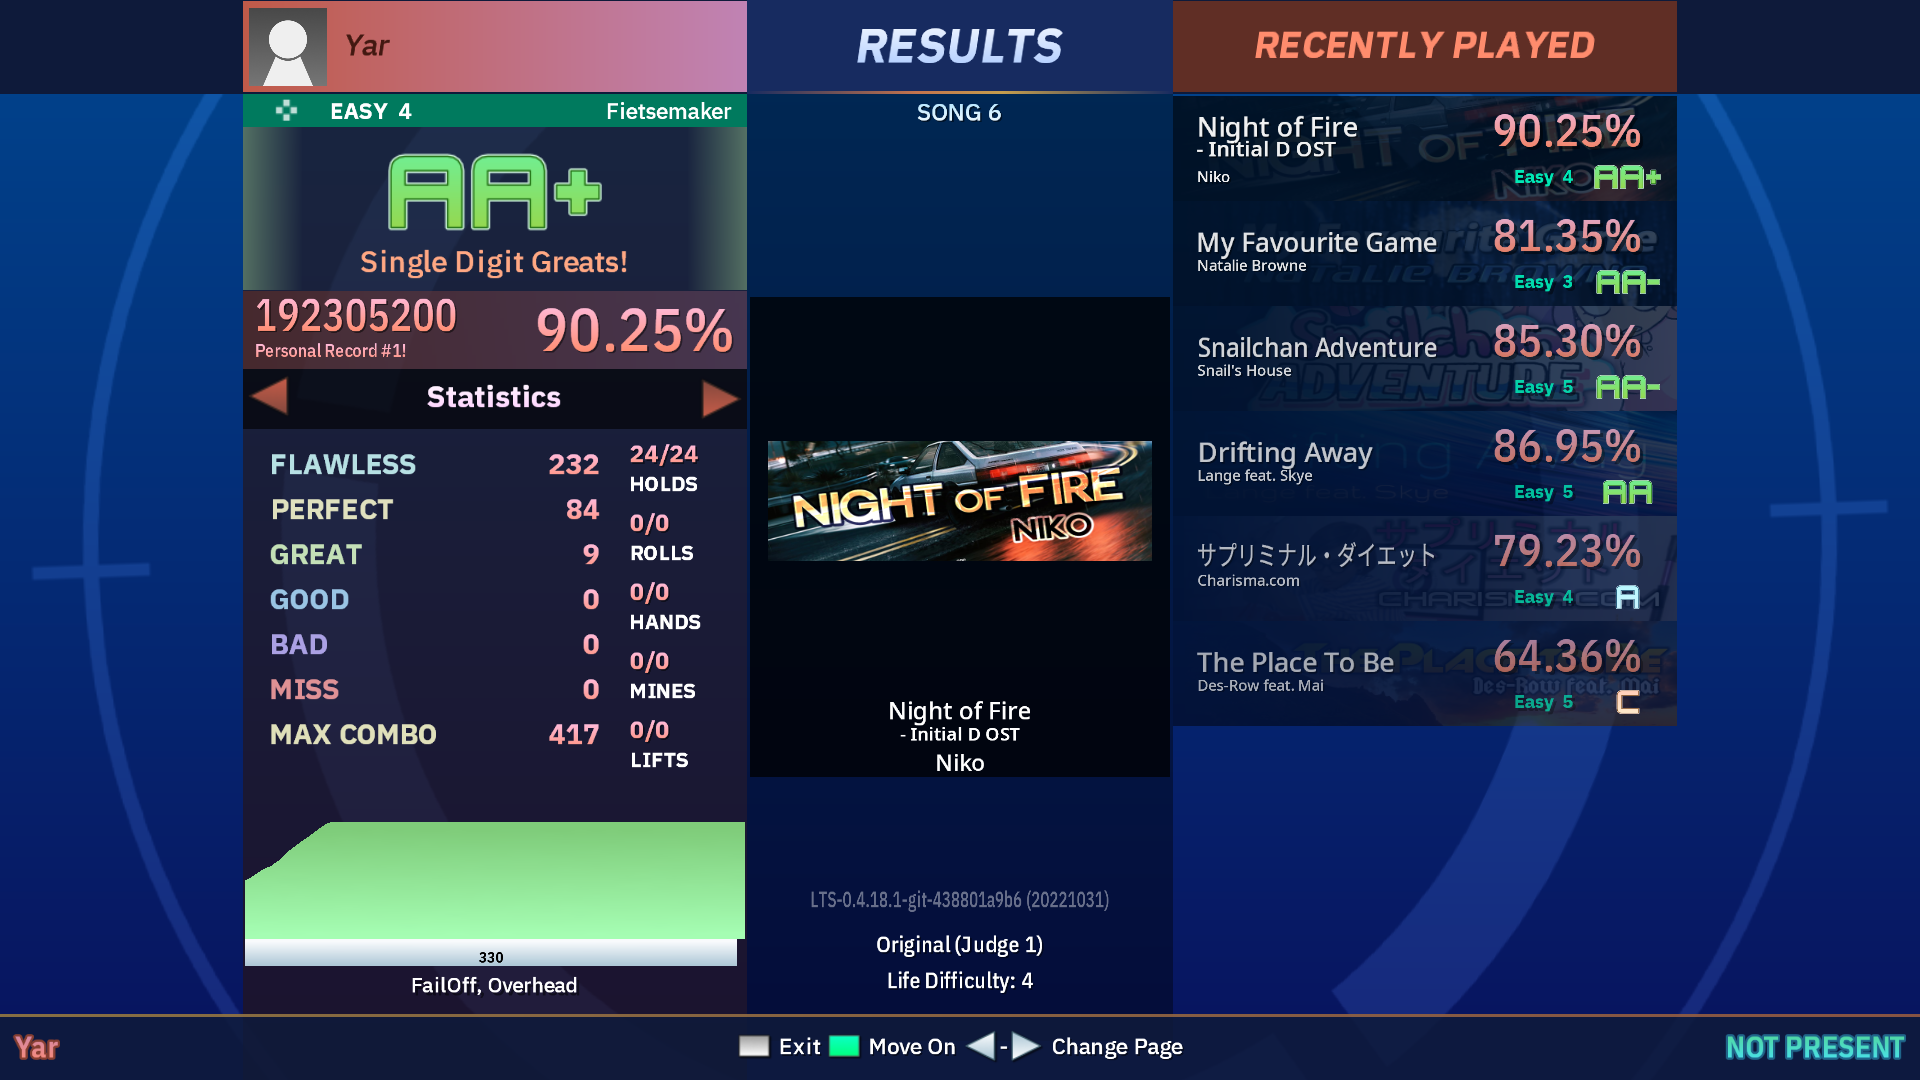 Yar
RESULTS
RECENTLY PLAYED
EASY 4
Fietsemaker
AA+
Single Digit Greats!
192305200
Personal Record #1!
90.25%
Statistics
FLAWLESS 232
PERFECT 84
GREAT 9
GOOD 0
BAD 0
MISS 0
MAX COMBO 417
24/24
HOLDS
0/0
ROLLS
0/0
HANDS
0/0
MINES
0/0
LIFTS
330
FailOff, Overhead
SONG 6
NIGHT OF FIRE
NIKO
Night of Fire
- Initial D OST
Niko
LTS-0.4.18.1-git-438801a9b6 (20221031)
Original (Judge 1)
Life Difficulty: 4
Night of Fire
- Initial D OST
Niko
90.25%
Easy 4 AA+
My Favourite Game
Natalie Browne
81.35%
Easy 3 AA-
Snailchan Adventure
Snail's House
85.30%
Easy 5 AA-
Drifting Away
Lange feat. Skye
86.95%
Easy 5 AA
サブリミナル・ダイエット
Charisma.com
79.23%
Easy 4 A
The Place To Be
Des-Row feat. Mai
64.36%
Easy 5 C
Yar
Exit
Move On
- Change Page
NOT PRESENT